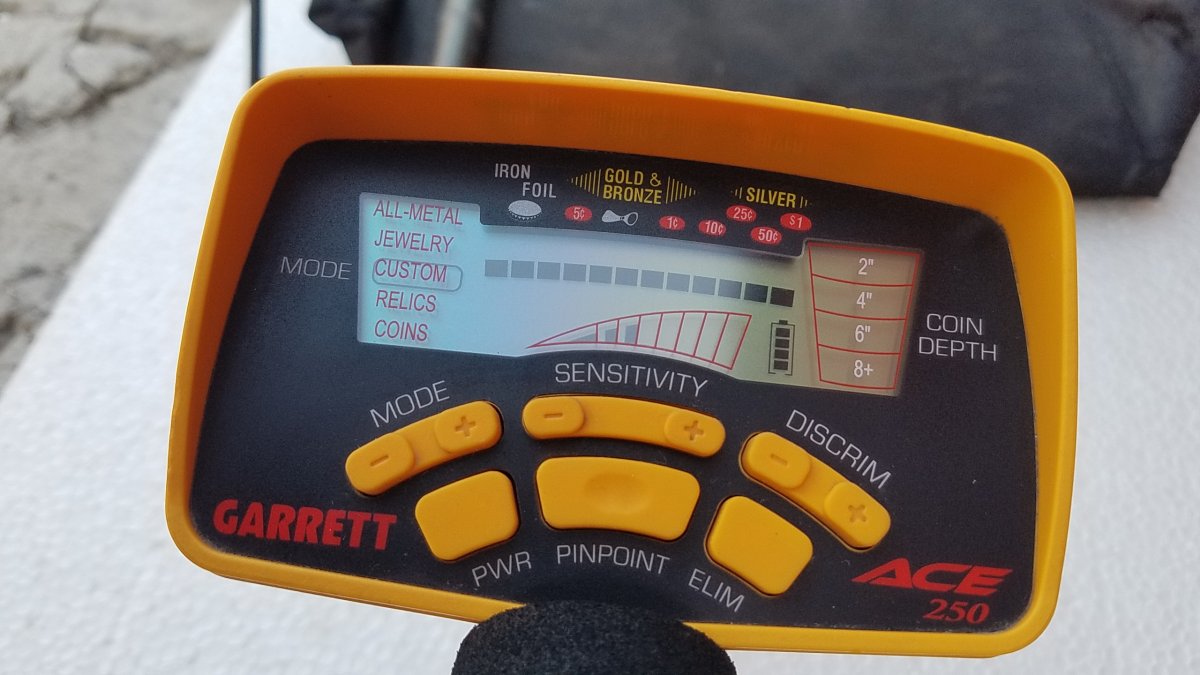 IRON
FOIL
GOLD &
BRONZE
SILVER
5¢
1¢
10¢
25¢
50¢
$1
MODE
ALL-METAL
JEWELRY
CUSTOM
RELICS
COINS
2"
4"
6"
8+
COIN
DEPTH
MODE
- +
SENSITIVITY
- +
DISCRIM
- +
GARRETT
PWR
PINPOINT
ELIM
ACE
250